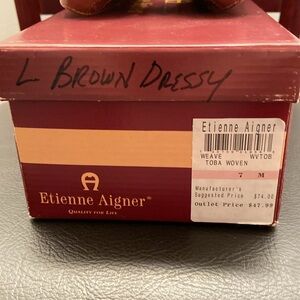 L BROWN DRESSY
Etienne Aigner
WEAVE WVTOB
TOBA WOVEN
7 M
Manufacturer's
Suggested Price $74.00
Outlet Price $47.99
Etienne Aigner®
QUALITY FOR LIFE